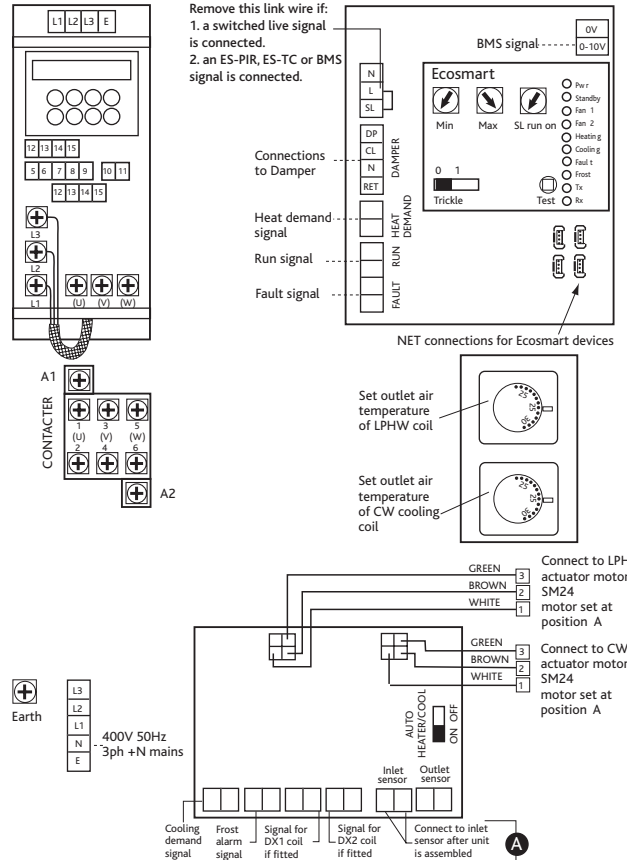 L1 L2 L3 E
12 13 14 15
5 6 7 8 9 10 11
12 13 14 15
L3
L2
L1
(U) (V) (W)
A1
CONTACTER
1 3 5
(U) (V) (W)
2 4 6
A2
Remove this link wire if:
1. a switched live signal
is connected.
2. an ES-PIR, ES-TC or BMS
signal is connected.
N
L
SL
DP
CL
N
RET
DAMPER
Connections
to Damper
HEAT
DEMAND
Heat demand
signal
RUN
Run signal
FAULT
Fault signal
BMS signal
0V
0-10V
Ecosmart
Min Max SL run on
0 1
Trickle
Test
Pwr
Standby
Fan 1
Fan 2
Heating
Cooling
Fault
Frost
Tx
Rx
NET connections for Ecosmart devices
Set outlet air
temperature
of LPHW coil
25 25 30
Set outlet air
temperature
of CW cooling
coil
25 25 30
GREEN 3
BROWN 2
WHITE 1
Connect to LPH
actuator motor
SM24
motor set at
position A
GREEN 3
BROWN 2
WHITE 1
Connect to CW
actuator motor
SM24
motor set at
position A
Earth
L3
L2
L1
N
E
400V 50Hz
3ph +N mains
AUTO
HEATER/COOL
ON OFF
Inlet
sensor
Outlet
sensor
Cooling
demand
signal
Frost
alarm
signal
Signal for
DX1 coil
if fitted
Signal for
DX2 coil
if fitted
Connect to inlet
sensor after unit
is assembled
A